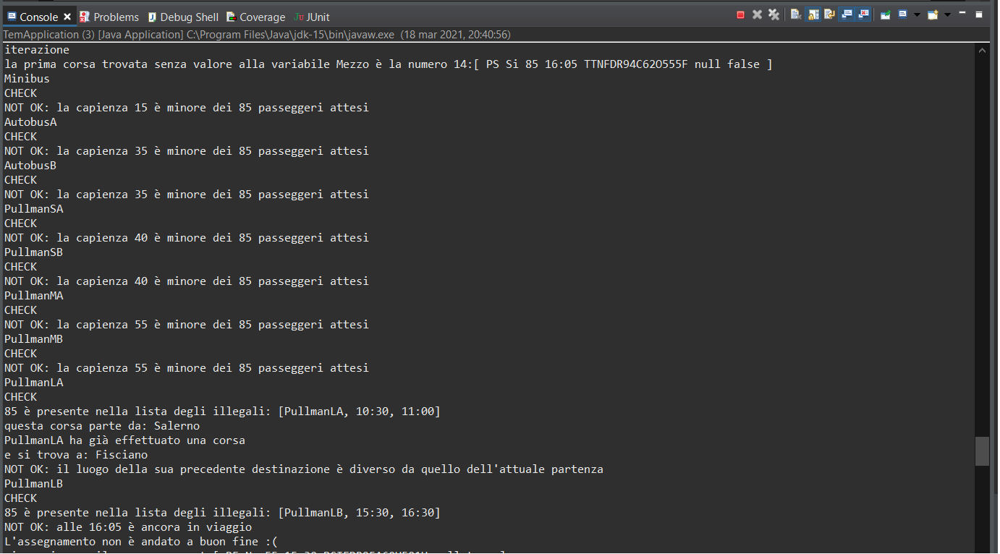 Console Problems Debug Shell Coverage Ju JUnit
TemApplication (3) [Java Application] C:\Program Files\Java\jdk-15\bin\javaw.exe (18 mar 2021, 20:40:56)
iterazione
la prima corsa trovata senza valore alla variabile Mezzo è la numero 14:[ PS Si 85 16:05 TTNFDR94C62O555F null false ]
Minibus
CHECK
NOT OK: la capienza 15 è minore dei 85 passeggeri attesi
AutobusA
CHECK
NOT OK: la capienza 35 è minore dei 85 passeggeri attesi
AutobusB
CHECK
NOT OK: la capienza 35 è minore dei 85 passeggeri attesi
PullmanSA
CHECK
NOT OK: la capienza 40 è minore dei 85 passeggeri attesi
PullmanSB
CHECK
NOT OK: la capienza 40 è minore dei 85 passeggeri attesi
PullmanMA
CHECK
NOT OK: la capienza 55 è minore dei 85 passeggeri attesi
PullmanMB
CHECK
NOT OK: la capienza 55 è minore dei 85 passeggeri attesi
PullmanLA
CHECK
85 è presente nella lista degli illegali: [PullmanLA, 10:30, 11:00]
questa corsa parte da: Salerno
PullmanLA ha già effettuato una corsa
e si trova a: Fisciano
NOT OK: il luogo della sua precedente destinazione è diverso da quello dell'attuale partenza
PullmanLB
CHECK
85 è presente nella lista degli illegali: [PullmanLB, 15:30, 16:30]
NOT OK: alle 16:05 è ancora in viaggio
L'assegnamento non è andato a buon fine :(